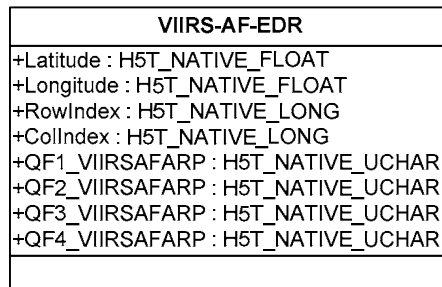 VIIRS-AF-EDR
+Latitude : H5T_NATIVE_FLOAT
+Longitude : H5T_NATIVE_FLOAT
+RowIndex : H5T_NATIVE_LONG
+ColIndex : H5T_NATIVE_LONG
+QF1_VIIRSAFARP : H5T_NATIVE_UCHAR
+QF2_VIIRSAFARP : H5T_NATIVE_UCHAR
+QF3_VIIRSAFARP : H5T_NATIVE_UCHAR
+QF4_VIIRSAFARP : H5T_NATIVE_UCHAR